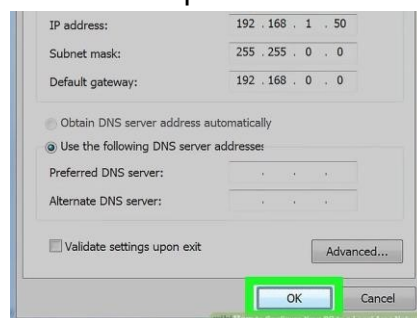 IP address: 192 . 168 . 1 . 50
Subnet mask: 255 . 255 . 0 . 0
Default gateway: 192 . 168 . 0 . 0
Obtain DNS server address automatically
Use the following DNS server addresses:
Preferred DNS server: . . .
Alternate DNS server: . . .
Validate settings upon exit
Advanced...
OK
Cancel